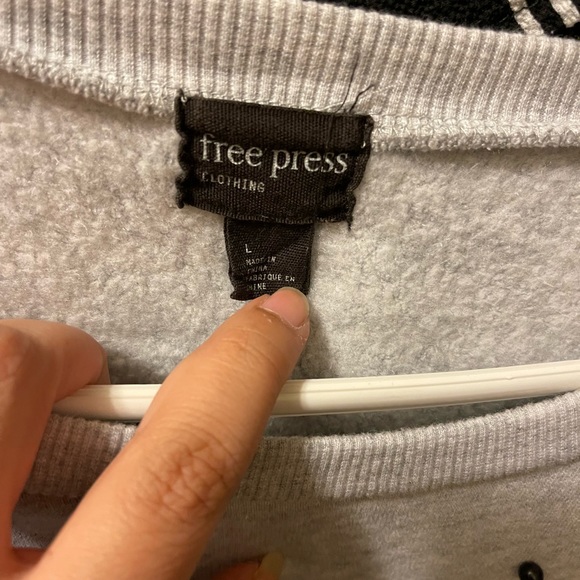 free press
CLOTHING
L
MADE IN
CHINA
FABRIQUE EN
CHINE